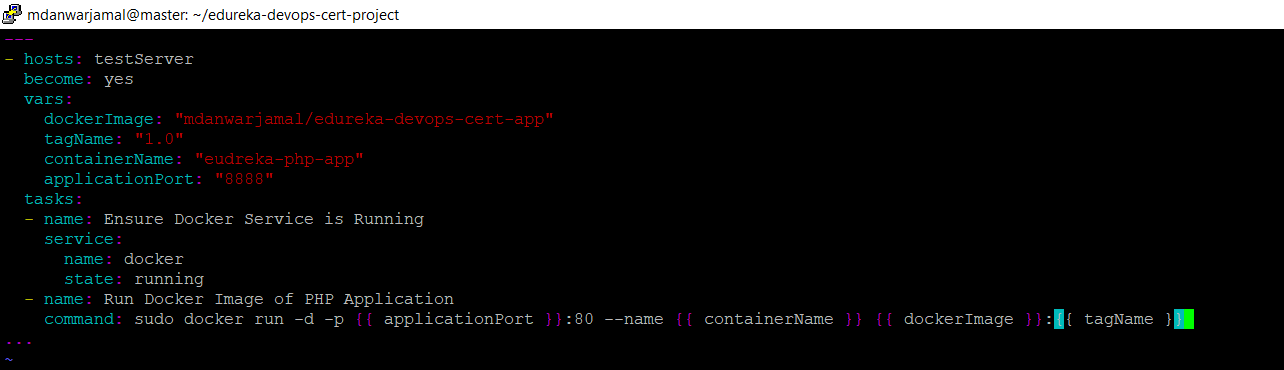 mdanwarjamal@master: ~/edureka-devops-cert-project
---
- hosts: testServer
  become: yes
  vars:
    dockerImage: "mdanwarjamal/edureka-devops-cert-app"
    tagName: "1.0"
    containerName: "eudreka-php-app"
    applicationPort: "8888"
  tasks:
  - name: Ensure Docker Service is Running
    service:
      name: docker
      state: running
  - name: Run Docker Image of PHP Application
    command: sudo docker run -d -p {{ applicationPort }}:80 --name {{ containerName }} {{ dockerImage }}:{{ tagName }}
...
~